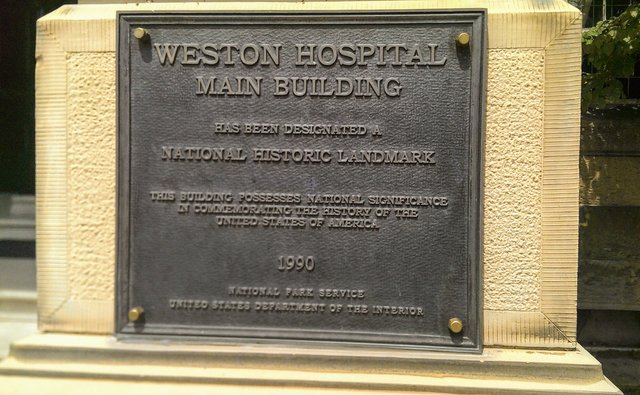 WESTON HOSPITAL
MAIN BUILDING
HAS BEEN DESIGNATED A
NATIONAL HISTORIC LANDMARK
THIS BUILDING POSSESSES NATIONAL SIGNIFICANCE
IN COMMEMORATING THE HISTORY OF THE
UNITED STATES OF AMERICA
1990
NATIONAL PARK SERVICE
UNITED STATES DEPARTMENT OF THE INTERIOR